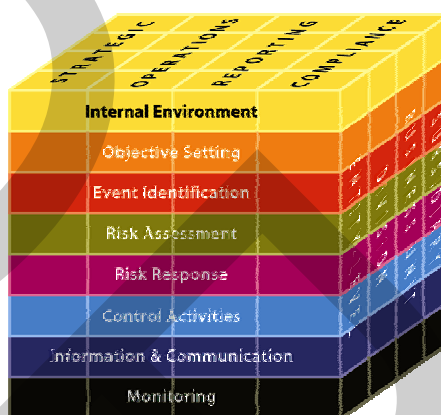 STRATEGIC
OPERATIONS
REPORTING
COMPLIANCE
Internal Environment
Objective Setting
Event Identification
Risk Assessment
Risk Response
Control Activities
Information & Communication
Monitoring